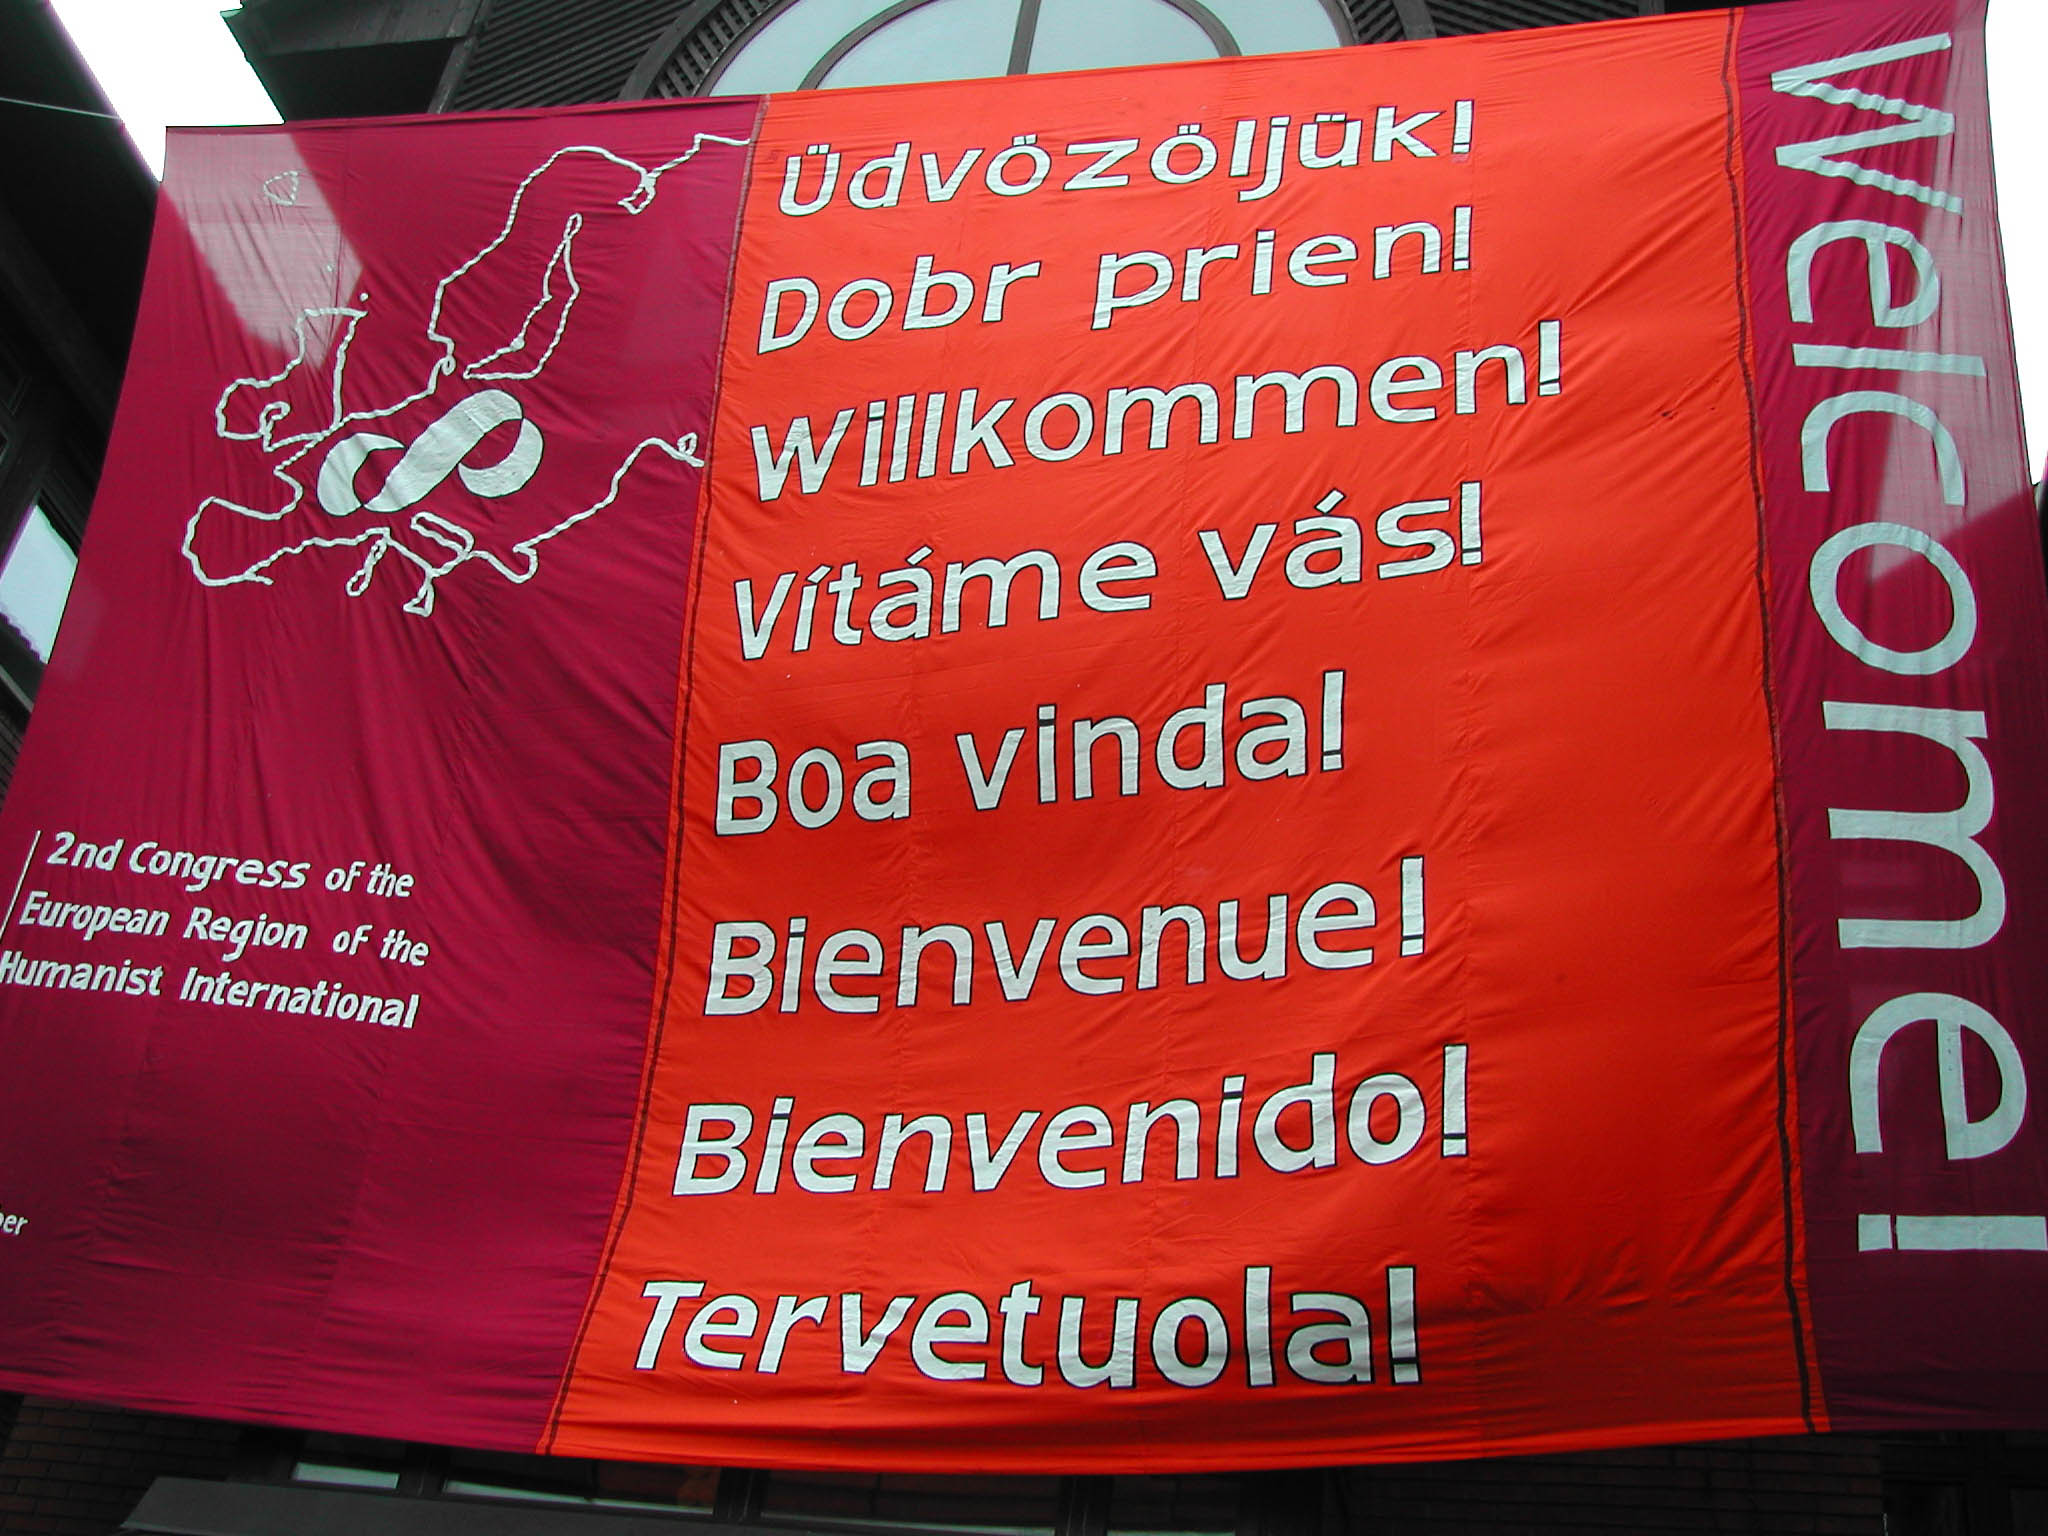 2nd Congress of the
European Region of the
Humanist International
Üdvözöljük!
Dobr prien!
Willkommen!
Vítáme vás!
Boa vinda!
Bienvenue!
Bienvenido!
Tervetuola!
Welcome!